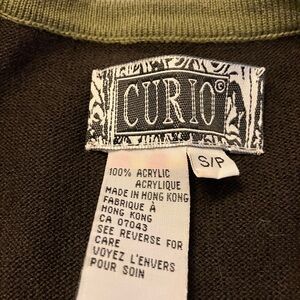 CURIO©
S/P
100% ACRYLIC
ACRYLIQUE
MADE IN HONG KONG
FABRIQUÉ À
HONG KONG
CA 07043
SEE REVERSE FOR
CARE
VOYEZ L'ENVERS
POUR SOIN